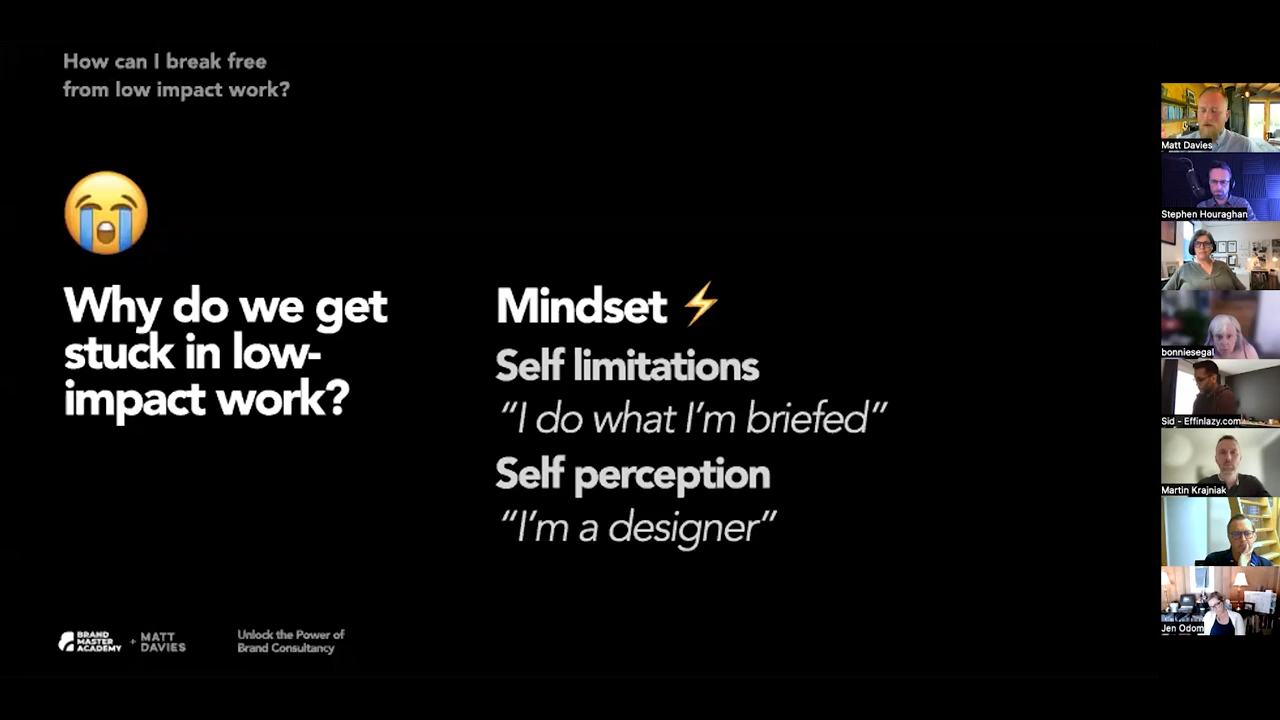 How can I break free
from low impact work?
Why do we get
stuck in low-
impact work?
Mindset
Self limitations
“I do what I’m briefed”
Self perception
“I’m a designer”
BRAND
MASTER
ACADEMY
+ MATT
DAVIES
Unlock the Power of
Brand Consultancy
Matt Davies
Stephen Houraghan
bonniesegal
Sid - Effinlazy.com
Martin Krajniak
Jen Odom